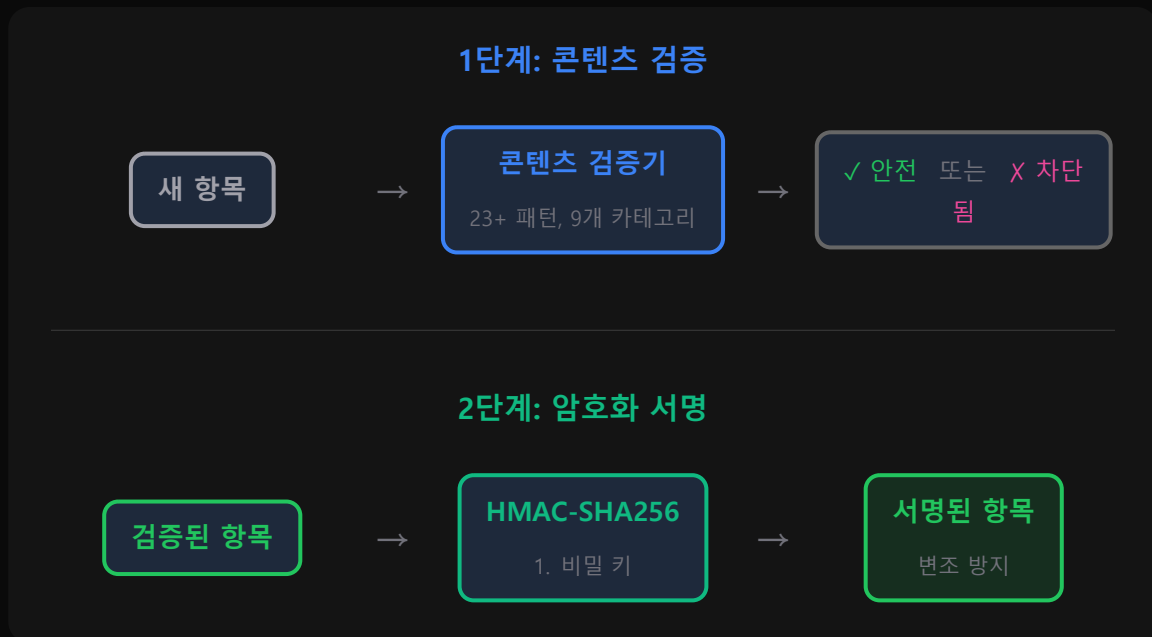 1단계: 콘텐츠 검증
새 항목
→
콘텐츠 검증기
23+ 패턴, 9개 카테고리
→
✓ 안전 또는 ✗ 차단
됨
2단계: 암호화 서명
검증된 항목
→
HMAC-SHA256
1. 비밀 키
→
서명된 항목
변조 방지